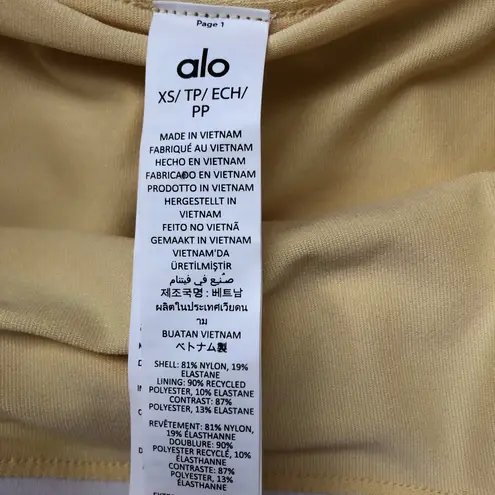 Page 1
alo
XS/ TP/ ECH/
PP
MADE IN VIETNAM
FABRIQUÉ AU VIETNAM
HECHO EN VIETNAM
FABRICADO EN VIETNAM
PRODOTTO IN VIETNAM
HERGESTELLT IN
VIETNAM
FEITO NO VIETNÃ
GEMAAKT IN VIETNAM
VIETNAM'DA
ÜRETİLMİŞTİR
صنع في فيتنام
제조국명 : 베트남
ผลิตในประเทศเวียดน
าม
BUATAN VIETNAM
ベトナム製
SHELL: 81% NYLON, 19%
ELASTANE
LINING: 90% RECYCLED
POLYESTER, 10% ELASTANE
CONTRAST: 87%
POLYESTER, 13% ELASTANE
REVÊTEMENT: 81% NYLON,
19% ÉLASTHANNE
DOUBLURE: 90%
POLYESTER RECYCLÉ, 10%
ÉLASTHANNE
CONTRASTE: 87%
POLYESTER, 13%
ÉLASTHANNE